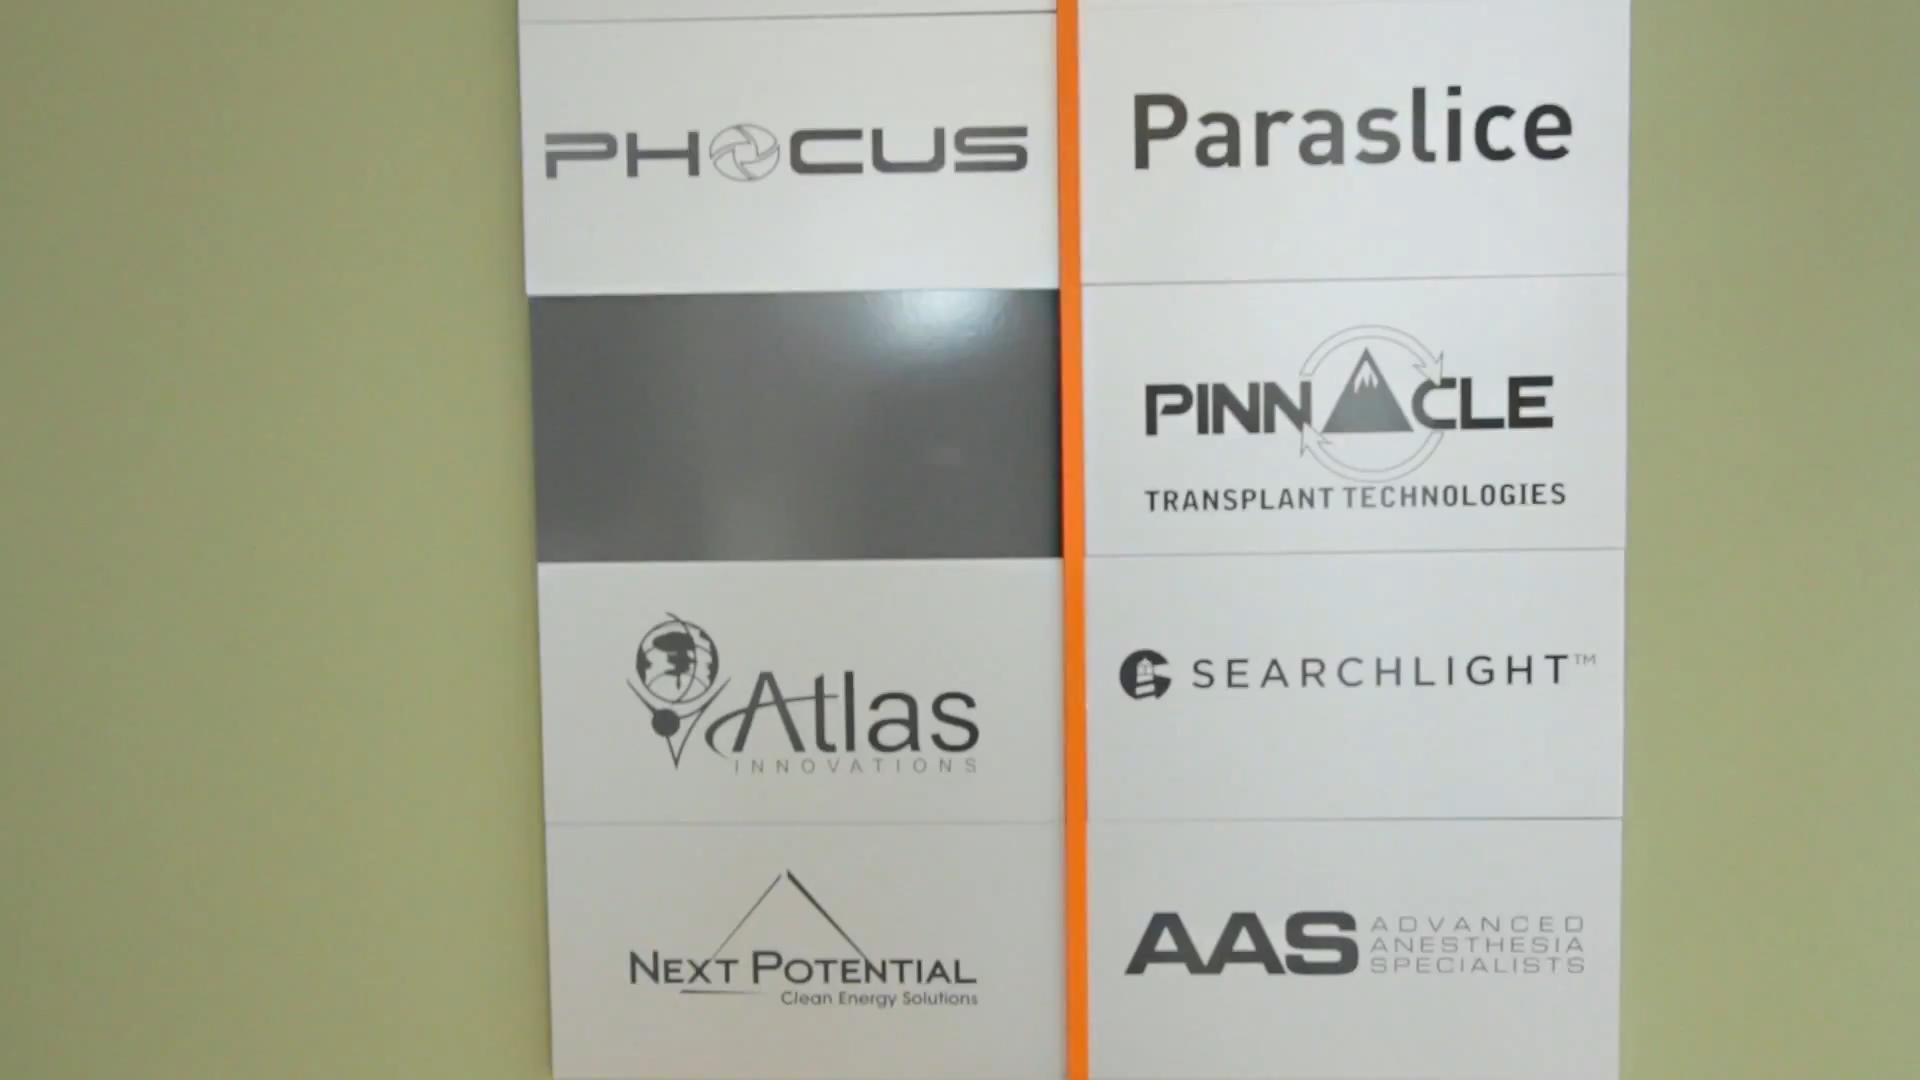 PHOCUS
Paraslice
PINNACLE
TRANSPLANT TECHNOLOGIES
Atlas
INNOVATIONS
SEARCHLIGHT™
NEXT POTENTIAL
Clean Energy Solutions
AAS
ADVANCED
ANESTHESIA
SPECIALISTS